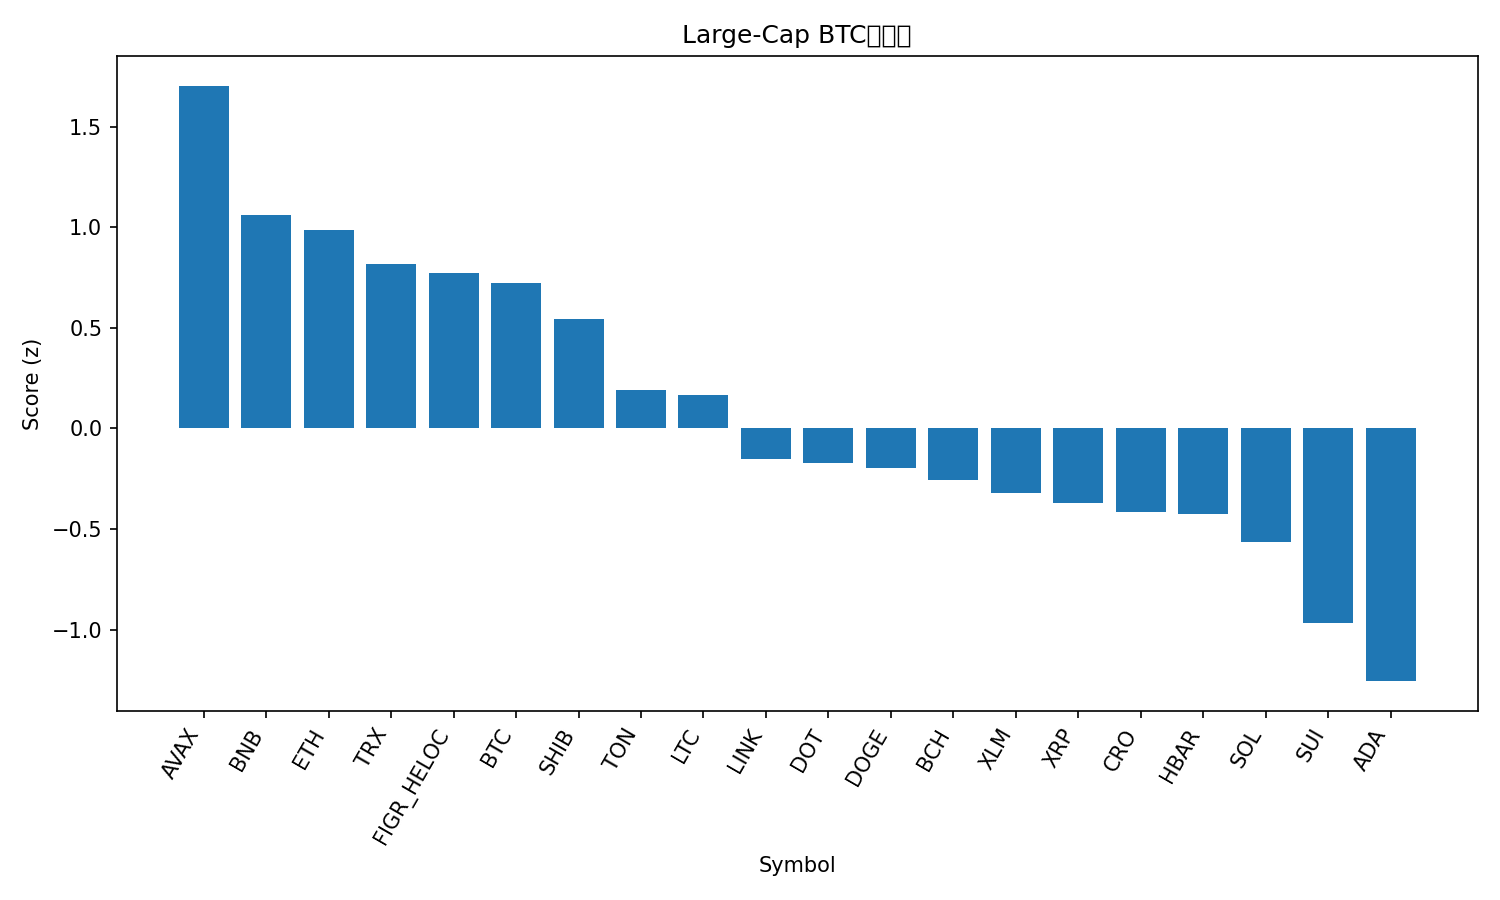 Large-Cap BTC
Score (z)
1.5
1.0
0.5
0.0
−0.5
−1.0
AVAX
BNB
ETH
TRX
FIGR_HELOC
BTC
SHIB
TON
LTC
LINK
DOT
DOGE
BCH
XLM
XRP
CRO
HBAR
SOL
SUI
ADA
Symbol